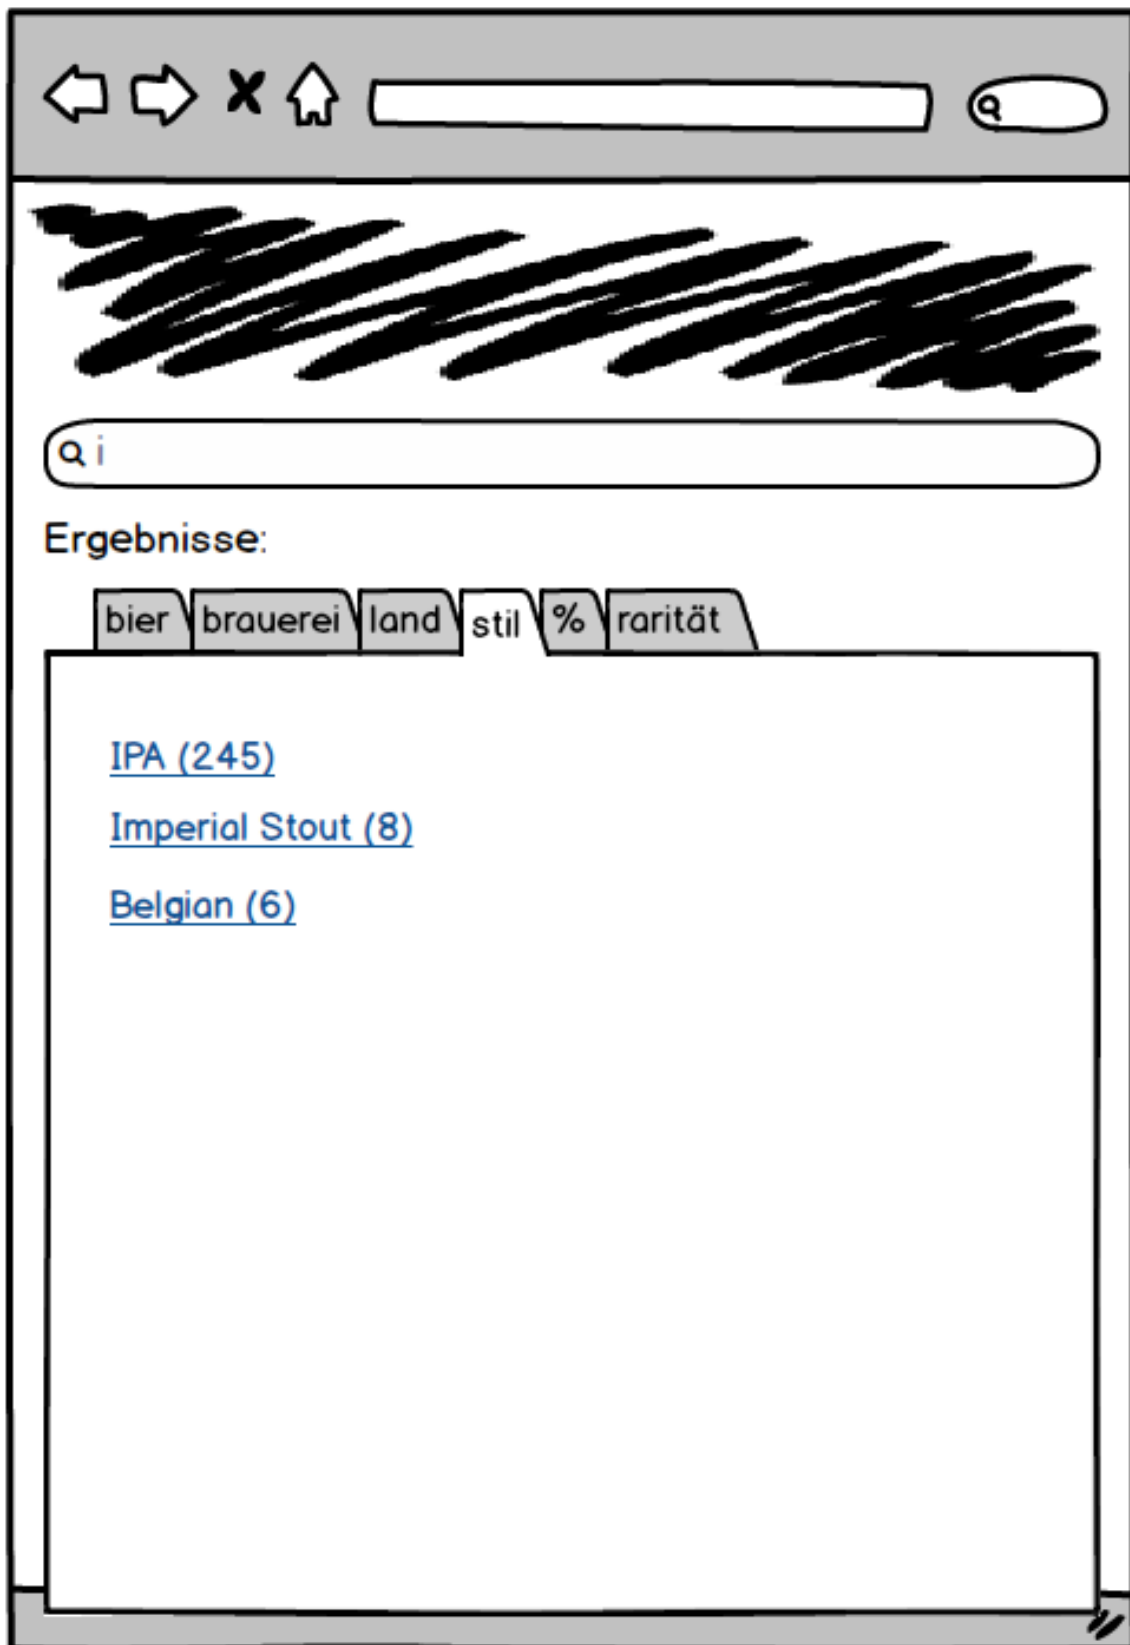 i
Ergebnisse:
bier brauerei land stil % rarität
IPA (245)
Imperial Stout (8)
Belgian (6)